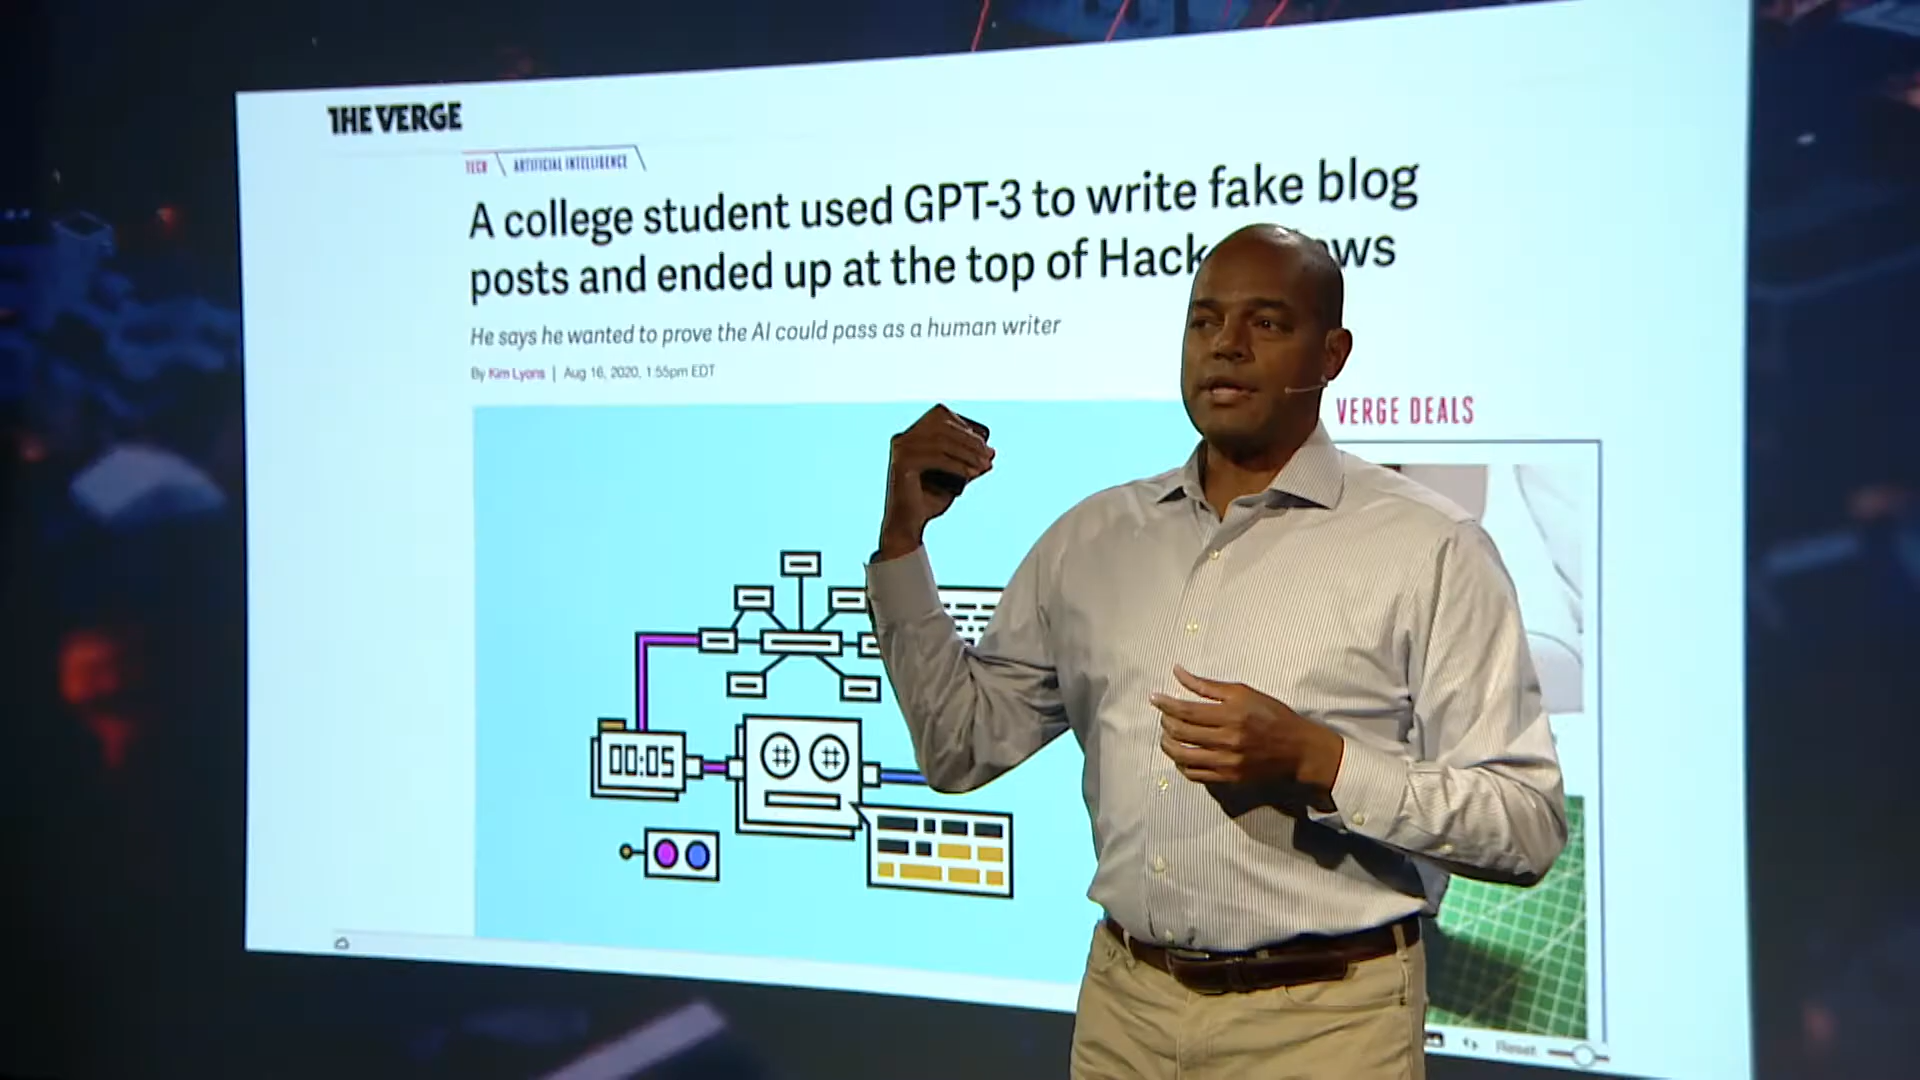 THE VERGE
TECH
ARTIFICIAL INTELLIGENCE
A college student used GPT-3 to write fake blog
posts and ended up at the top of Hack ws
He says he wanted to prove the AI could pass as a human writer
By Kim Lyons | Aug 16, 2020, 1:55pm EDT
VERGE DEALS
00:05
Reset